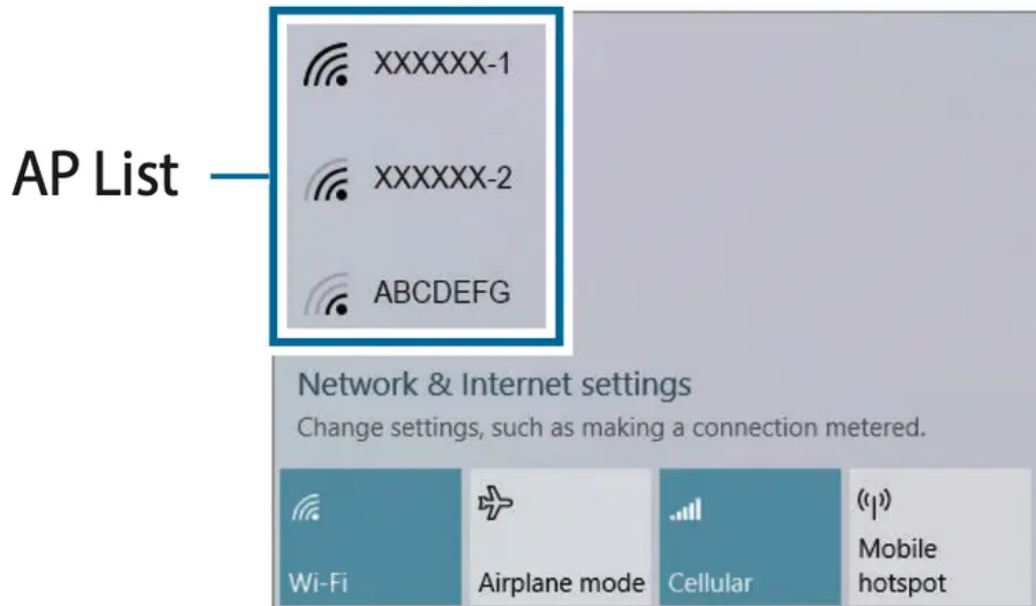 AP List
XXXXXX-1
XXXXXX-2
ABCDEFG
Network & Internet settings
Change settings, such as making a connection metered.
Wi-Fi
Airplane mode
Cellular
Mobile
hotspot